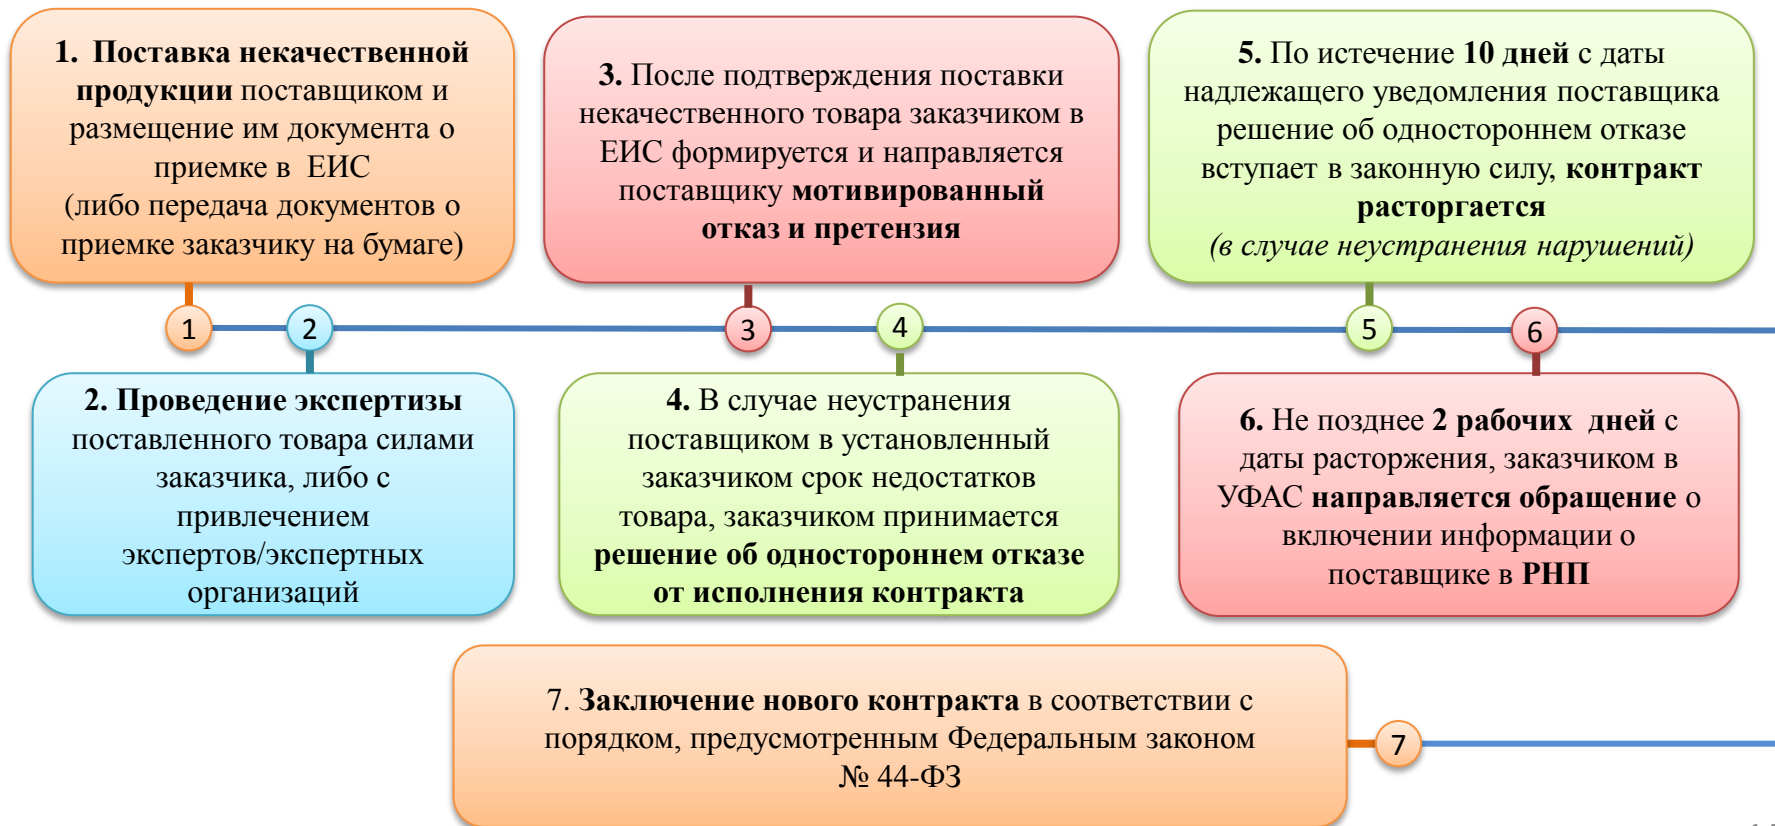 1. Поставка некачественной
продукции поставщиком и
размещение им документа о
приемке в ЕИС
(либо передача документов о
приемке заказчику на бумаге)
3. После подтверждения поставки
некачественного товара заказчиком в
ЕИС формируется и направляется
поставщику мотивированный
отказ и претензия
5. По истечение 10 дней с даты
надлежащего уведомления поставщика
решение об одностороннем отказе
вступает в законную силу, контракт
расторгается
(в случае неустранения нарушений)
1
2
3
4
5
6
2. Проведение экспертизы
поставленного товара силами
заказчика, либо с
привлечением
экспертов/экспертных
организаций
4. В случае неустранения
поставщиком в установленный
заказчиком срок недостатков
товара, заказчиком принимается
решение об одностороннем отказе
от исполнения контракта
6. Не позднее 2 рабочих дней с
даты расторжения, заказчиком в
УФАС направляется обращение о
включении информации о
поставщике в РНП
7. Заключение нового контракта в соответствии с
порядком, предусмотренным Федеральным законом
№ 44-ФЗ
7